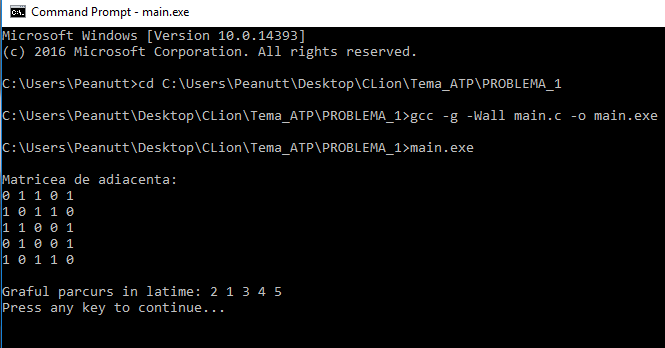 Command Prompt - main.exe
Microsoft Windows [Version 10.0.14393]
(c) 2016 Microsoft Corporation. All rights reserved.
C:\Users\Peanutt>cd C:\Users\Peanutt\Desktop\CLion\Tema_ATP\PROBLEMA_1
C:\Users\Peanutt\Desktop\CLion\Tema_ATP\PROBLEMA_1>gcc -g -Wall main.c -o main.exe
C:\Users\Peanutt\Desktop\CLion\Tema_ATP\PROBLEMA_1>main.exe
Matricea de adiacenta:
0 1 1 0 1
1 0 1 1 0
1 1 0 0 1
0 1 0 0 1
1 0 1 1 0
Graful parcurs in latime: 2 1 3 4 5
Press any key to continue...